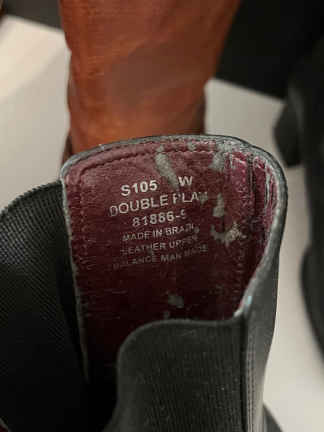 S105 W
DOUBLE PLAY
81886-5
MADE IN BRAZIL
LEATHER UPPER
BALANCE MAN MADE